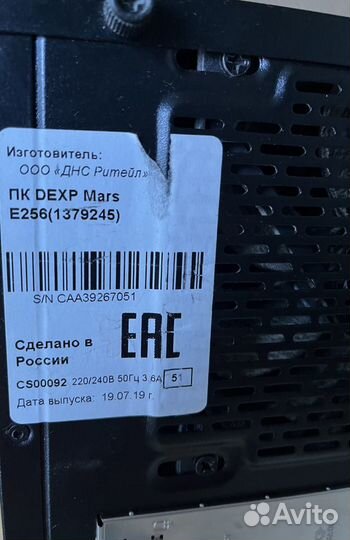 Изготовитель:
ООО «ДНС Ритейл»
ПК DEXP Mars
E256(1379245)
S/N CAA39267051
Сделано в
России
EAC
CS00092 220/240В 50Гц 3.6А 51
Дата выпуска: 19.07.19 г.
Avito